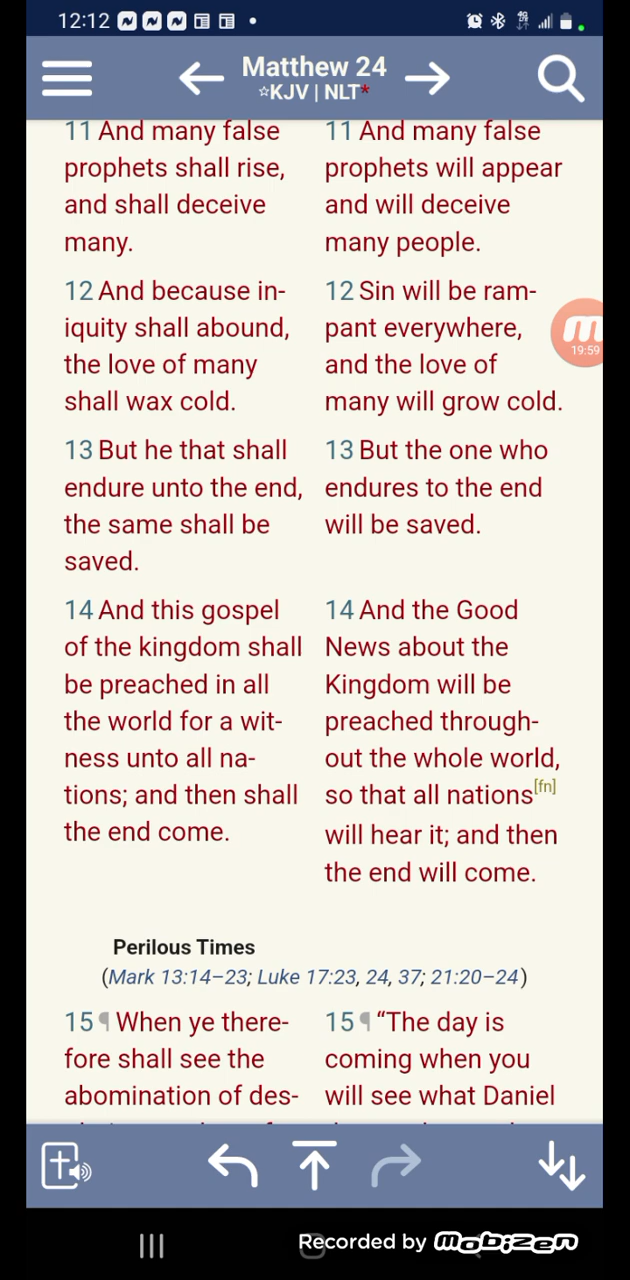 12:12
Matthew 24
☆KJV | NLT*
11 And many false
prophets shall rise,
and shall deceive
many.
12 And because in-
iquity shall abound,
the love of many
shall wax cold.
13 But he that shall
endure unto the end,
the same shall be
saved.
14 And this gospel
of the kingdom shall
be preached in all
the world for a wit-
ness unto all na-
tions; and then shall
the end come.
11 And many false
prophets will appear
and will deceive
many people.
12 Sin will be ram-
pant everywhere,
and the love of
many will grow cold.
13 But the one who
endures to the end
will be saved.
14 And the Good
News about the
Kingdom will be
preached through-
out the whole world,
so that all nations[fn]
will hear it; and then
the end will come.
m
19:59
Perilous Times
(Mark 13:14–23; Luke 17:23, 24, 37; 21:20–24)
15 ¶ When ye there-
fore shall see the
abomination of des-
15 ¶ “The day is
coming when you
will see what Daniel
Recorded by mobizen